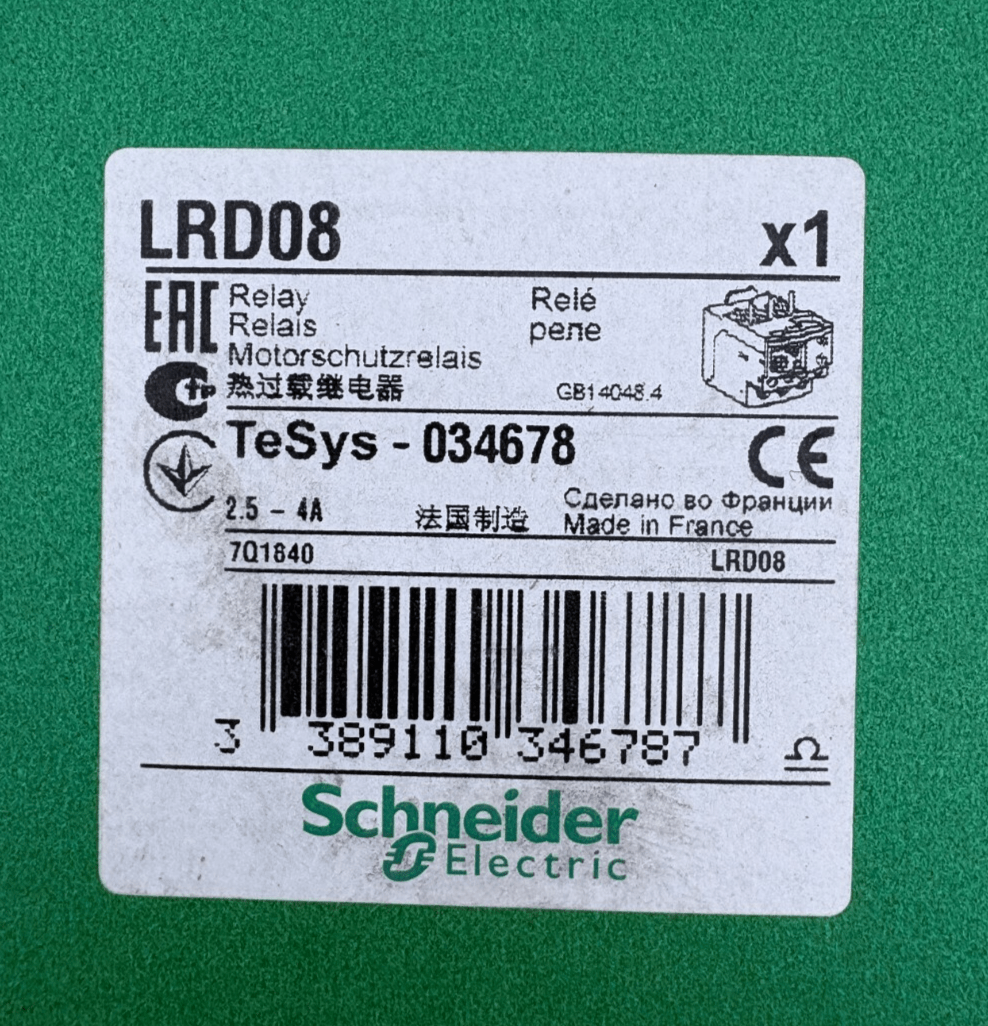 LRD08 x1
EAC Relay Relé
Relais реле
Motorschutzrelais
热过载继电器 GB14048.4
TeSys - 034678 CE
2.5 - 4A 法国制造 Сделано во Франции
Made in France
7Q1840 LRD08
3 389110 346787
Schneider
Electric